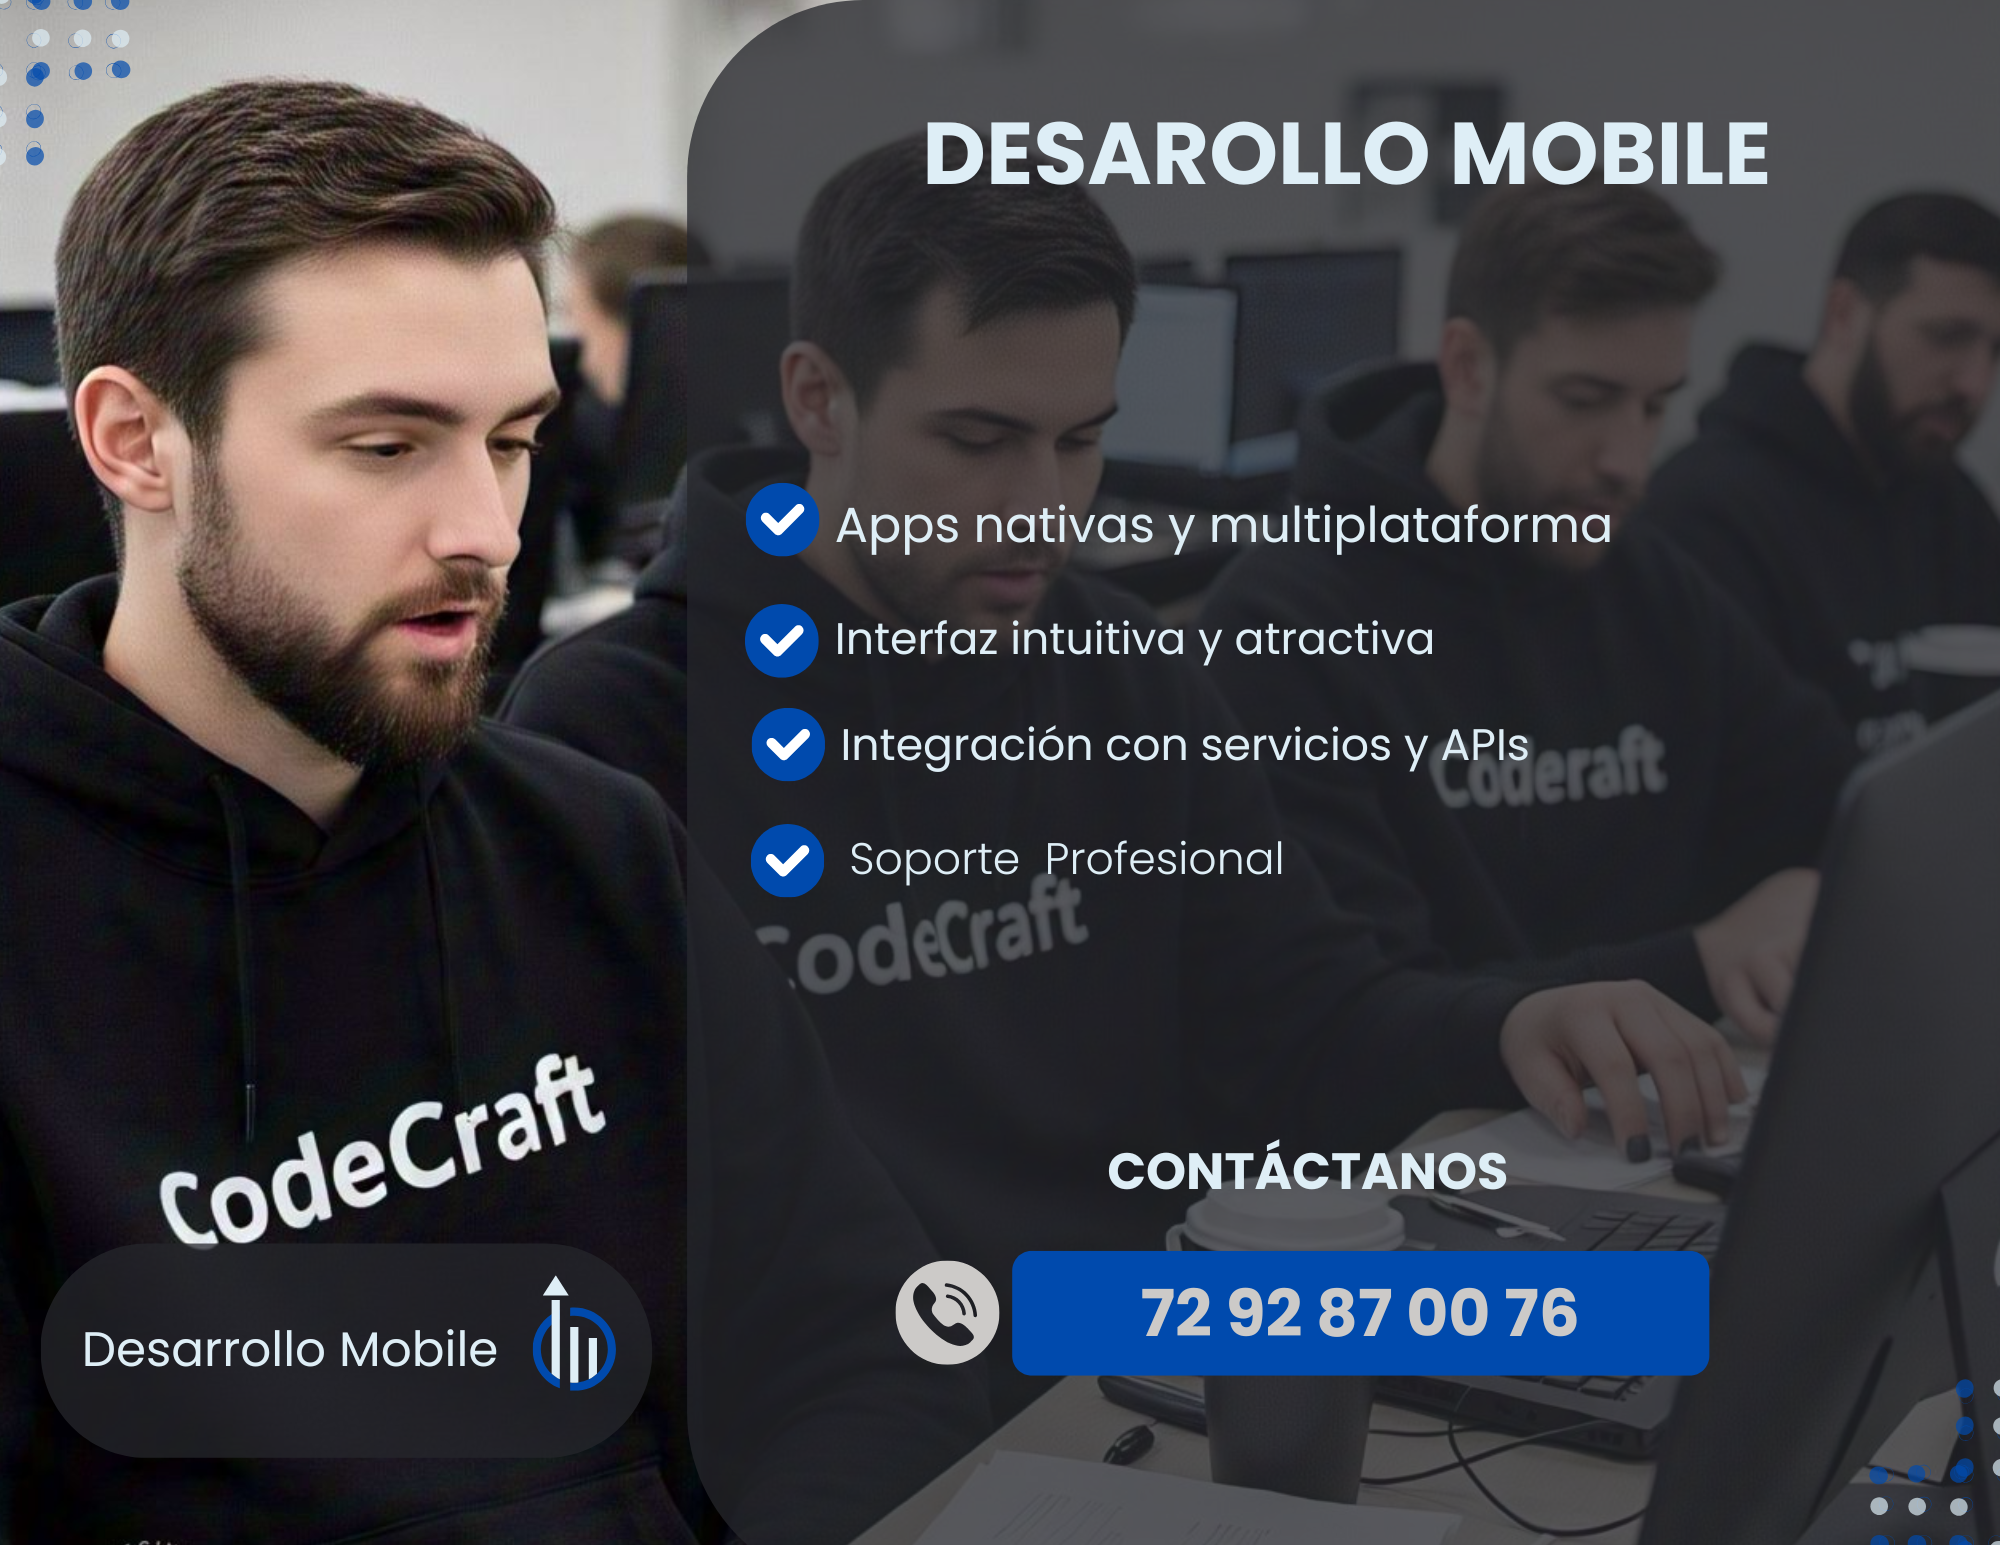 DESAROLLO MOBILE
Apps nativas y multiplataforma
Interfaz intuitiva y atractiva
Integración con servicios y APIs
Coderaft
Soporte Profesional
CodeCraft
CodeCraft
CONTÁCTANOS
72 92 87 00 76
Desarrollo Mobile